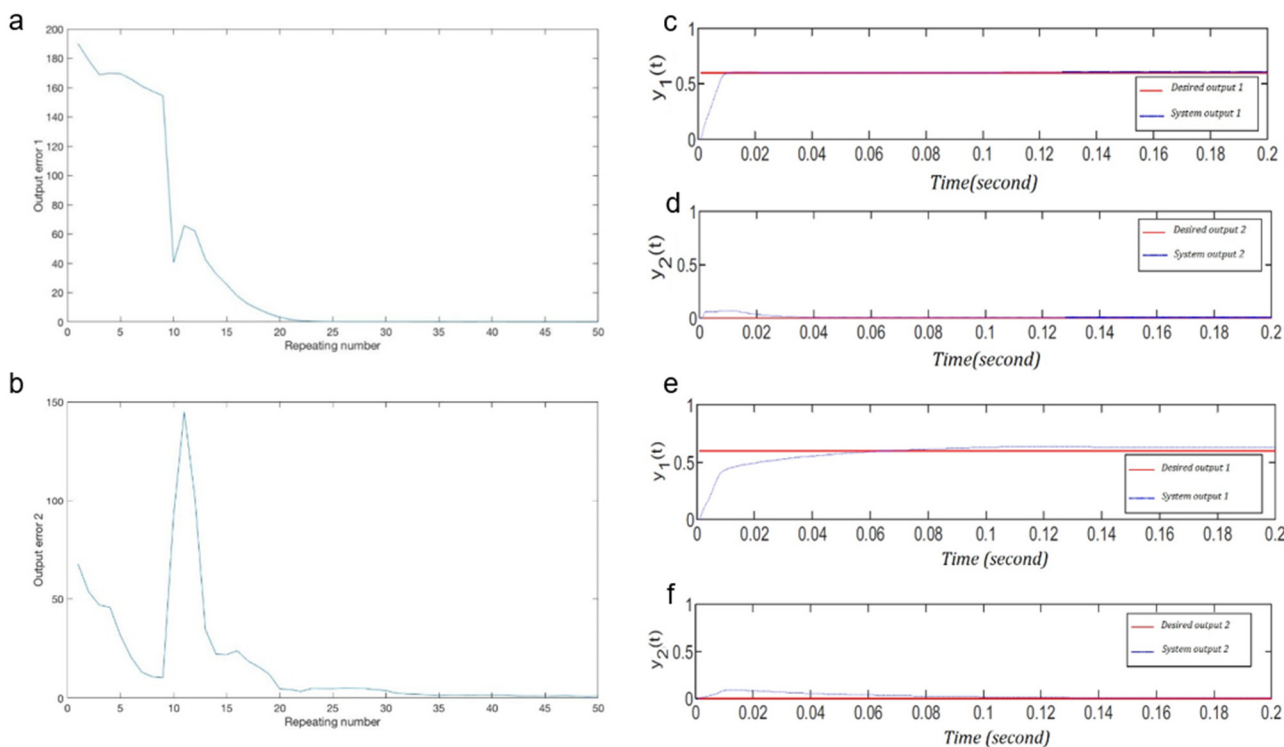 a
200
180
160
140
120
100
80
60
40
20
0
Output error 1
0 5 10 15 20 25 30 35 40 45 50
Repeating number
b
150
100
50
0
Output error 2
0 5 10 15 20 25 30 35 40 45 50
Repeating number
c
1
0.5
0
y1(t)
Desired output 1
System output 1
0 0.02 0.04 0.06 0.08 0.1 0.12 0.14 0.16 0.18 0.2
Time(second)
d
1
0.5
0
y2(t)
Desired output 2
System output 2
0 0.02 0.04 0.06 0.08 0.1 0.12 0.14 0.16 0.18 0.2
Time(second)
e
1
0.5
0
y1(t)
Desired output 1
System output 1
0 0.02 0.04 0.06 0.08 0.1 0.12 0.14 0.16 0.18 0.2
Time (second)
f
1
0.5
0
y2(t)
Desired output 2
System output 2
0 0.02 0.04 0.06 0.08 0.1 0.12 0.14 0.16 0.18 0.2
Time (second)